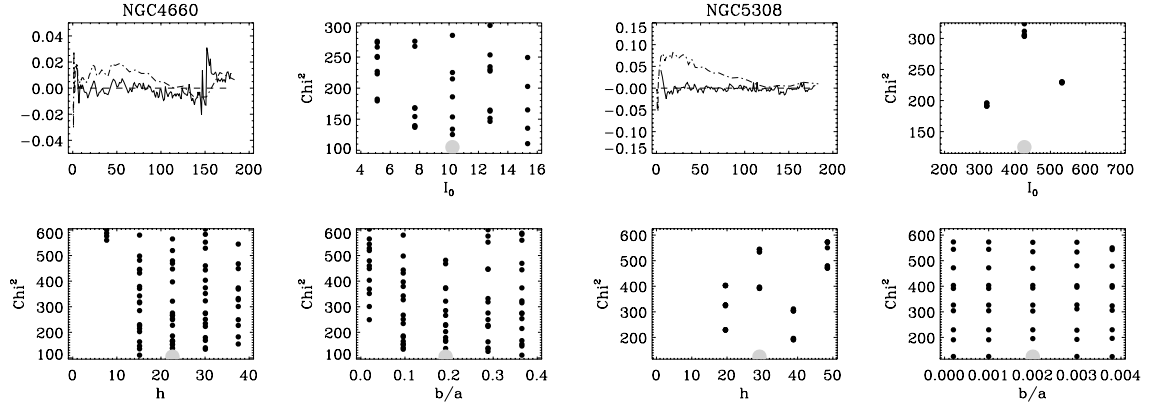 NGC4660
NGC5308
0.04
0.02
0.00
−0.02
−0.04
0 50 100 150 200
Chi²
300
250
200
150
100
4 6 8 10 12 14 16
I₀
0.15
0.10
0.05
−0.00
−0.05
−0.10
−0.15
0 50 100 150 200
Chi²
300
200
150
200 300 400 500 600 700
I₀
Chi²
600
500
400
300
200
100
0 10 20 30 40
h
Chi²
600
500
400
300
200
100
0.0 0.1 0.2 0.3 0.4
b/a
Chi²
600
500
400
300
200
0 10 20 30 40 50
h
Chi²
600
500
400
300
200
0.000 0.001 0.002 0.003 0.004
b/a